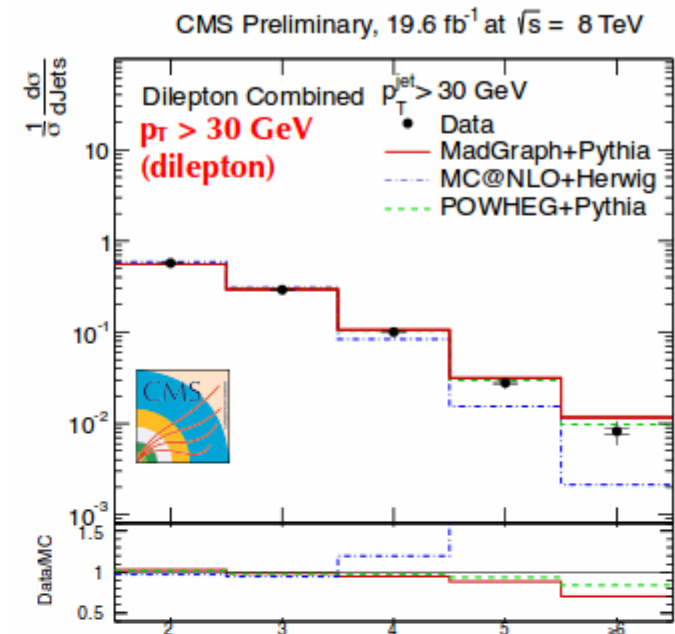 CMS Preliminary, 19.6 fb⁻¹ at √s = 8 TeV
1/σ dσ/dJets
Dilepton Combined
p_T^jet > 30 GeV
pT > 30 GeV
(dilepton)
Data
MadGraph+Pythia
MC@NLO+Herwig
POWHEG+Pythia
10
1
10⁻¹
10⁻²
10⁻³
CMS
Data/MC
1.5
1
0.5
2 3 4 5 ≥6